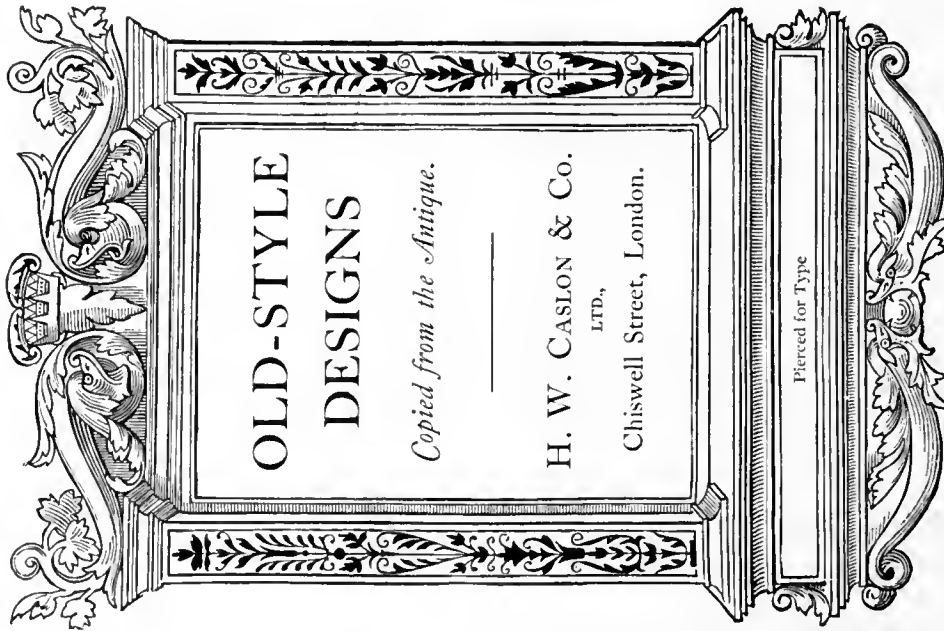 OLD-STYLE
DESIGNS
Copied from the Antique.
H. W. CASLON & Co.
LTD.,
Chiswell Street, London.
Pierced for Type